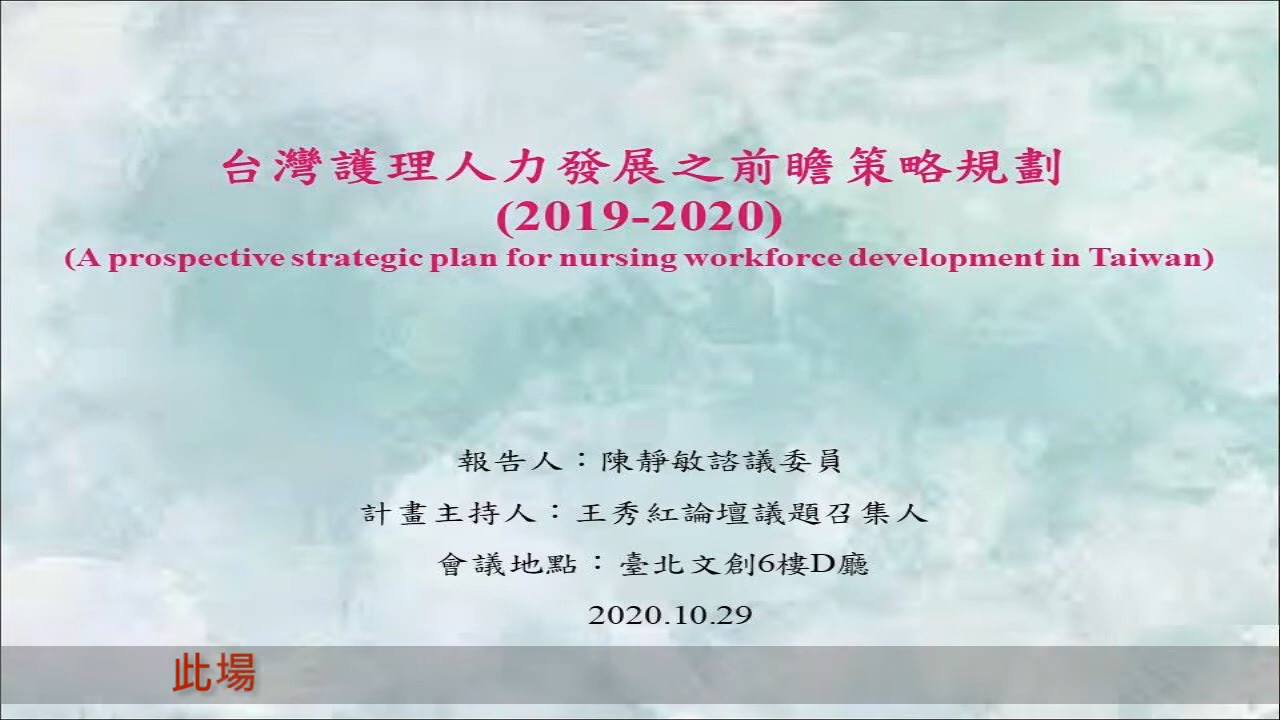 台灣護理人力發展之前瞻策略規劃
(2019-2020)
(A prospective strategic plan for nursing workforce development in Taiwan)
報告人：陳靜敏諮議委員
計畫主持人：王秀紅論壇議題召集人
會議地點：臺北文創6樓D廳
2020.10.29
此場